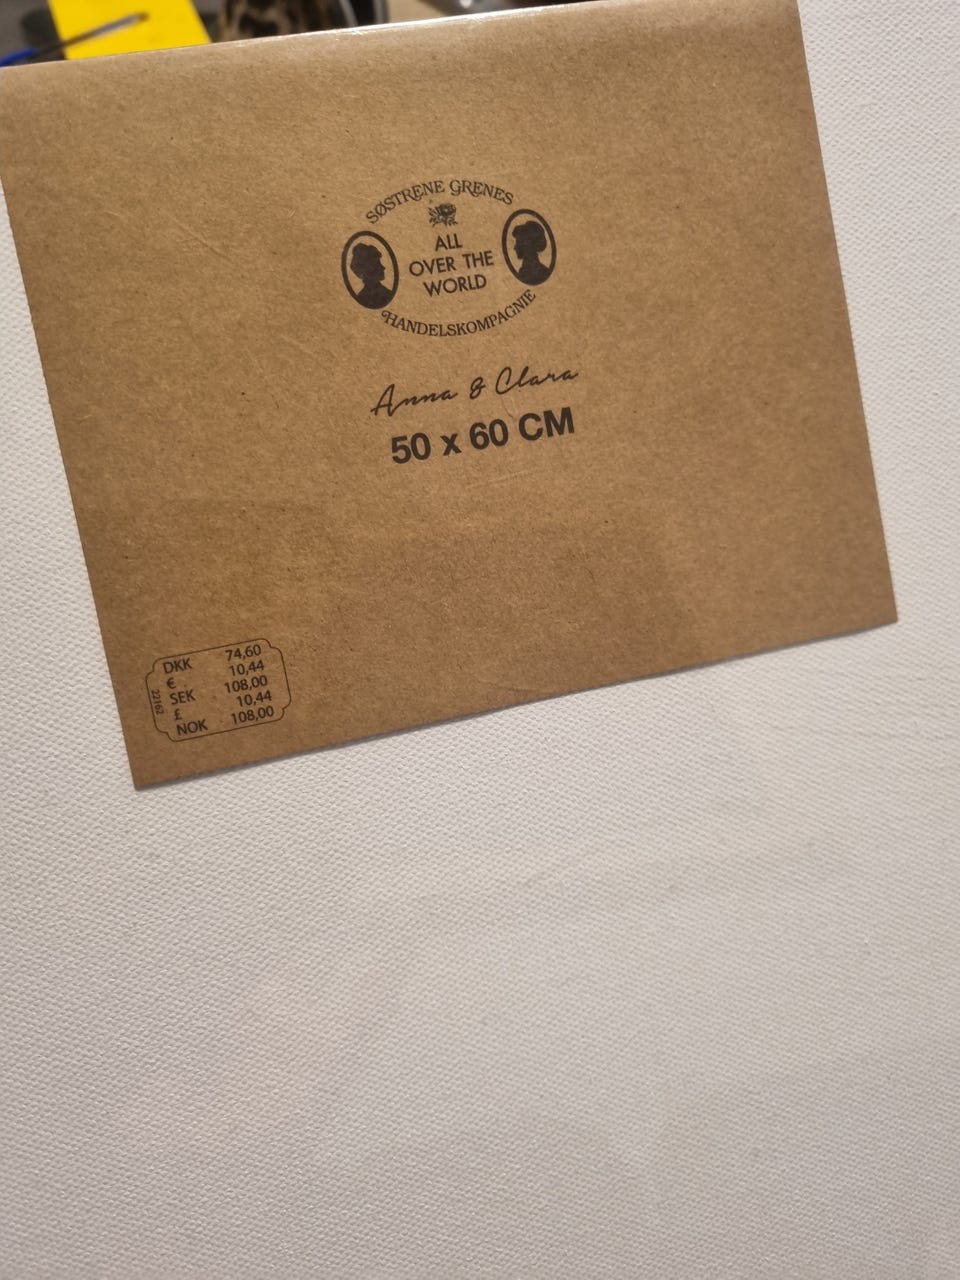 SØSTRENE GRENES
ALL
OVER THE
WORLD
HANDELSKOMPAGNIE
Anna & Clara
50 x 60 CM
DKK 74,60
€ 10,44
SEK 108,00
£ 10,44
NOK 108,00
22162